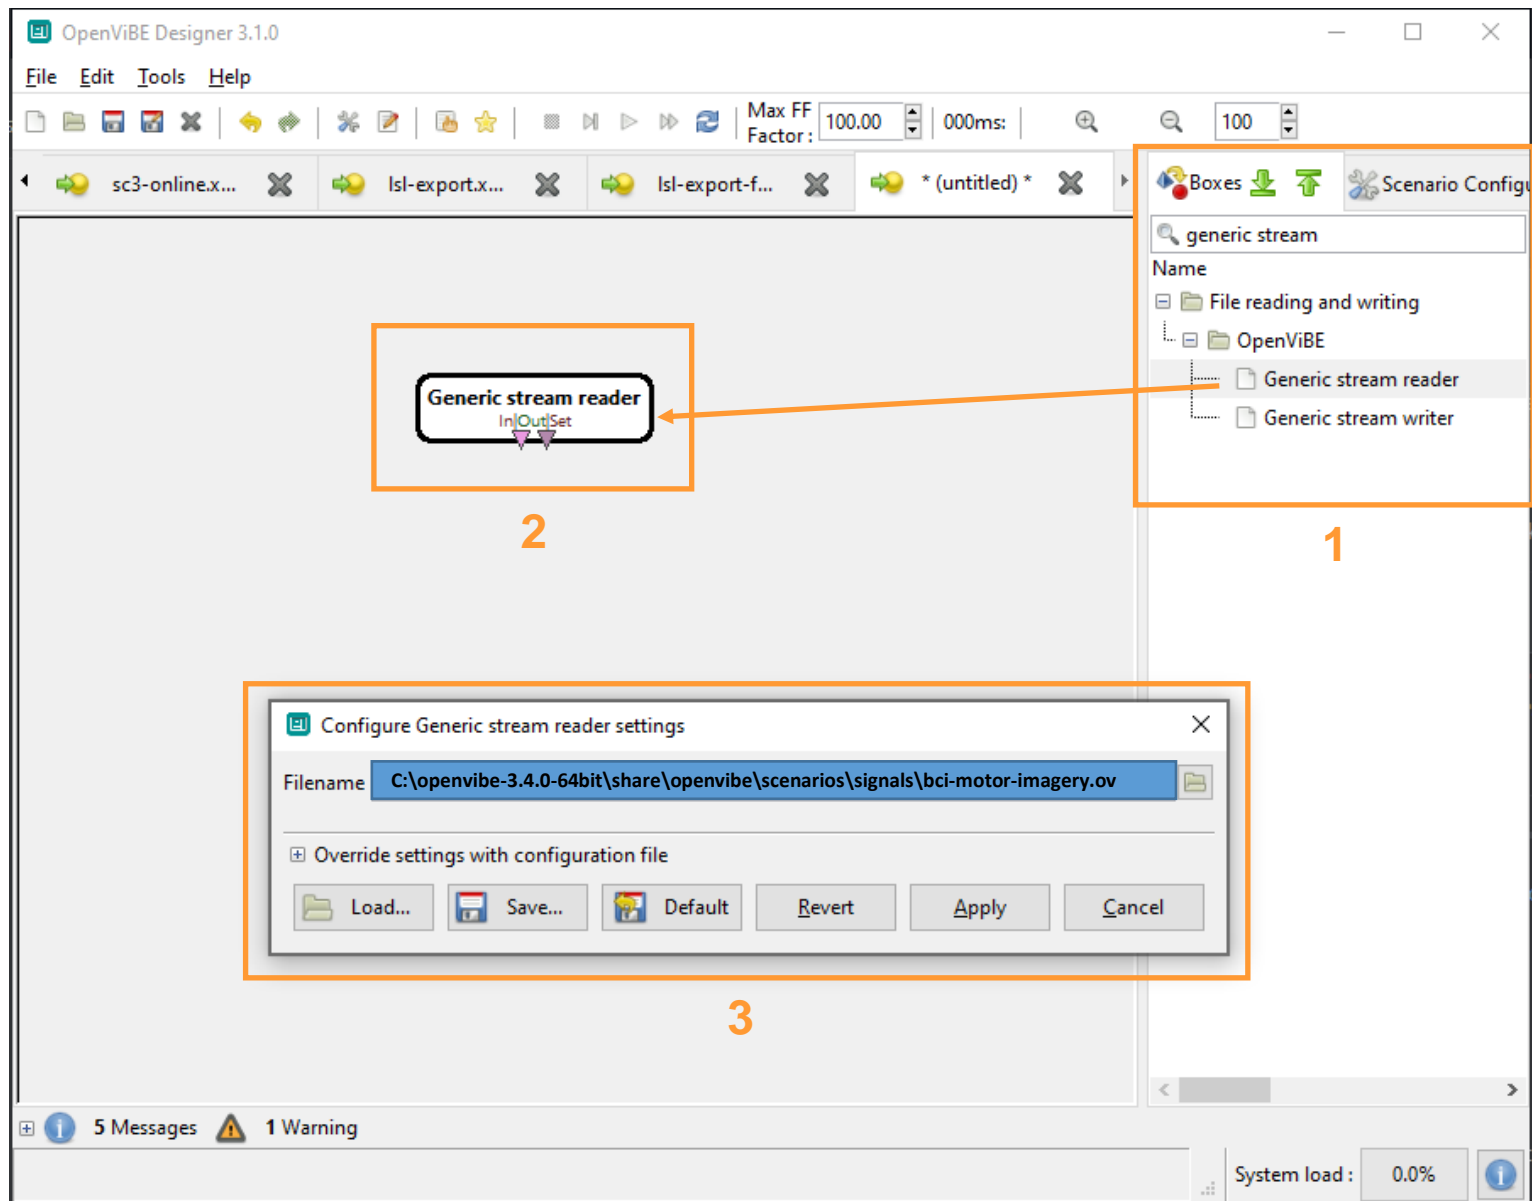 OpenViBE Designer 3.1.0
File Edit Tools Help
Max FF Factor : 100.00 000ms: 100
sc3-online.x... lsl-export.x... lsl-export-f... * (untitled) * Boxes Scenario Configu
generic stream
Name
File reading and writing
OpenViBE
Generic stream reader
Generic stream writer
1
Generic stream reader
In|Out|Set
2
Configure Generic stream reader settings
Filename C:\openvibe-3.4.0-64bit\share\openvibe\scenarios\signals\bci-motor-imagery.ov
Override settings with configuration file
Load... Save... Default Revert Apply Cancel
3
5 Messages 1 Warning
System load : 0.0%